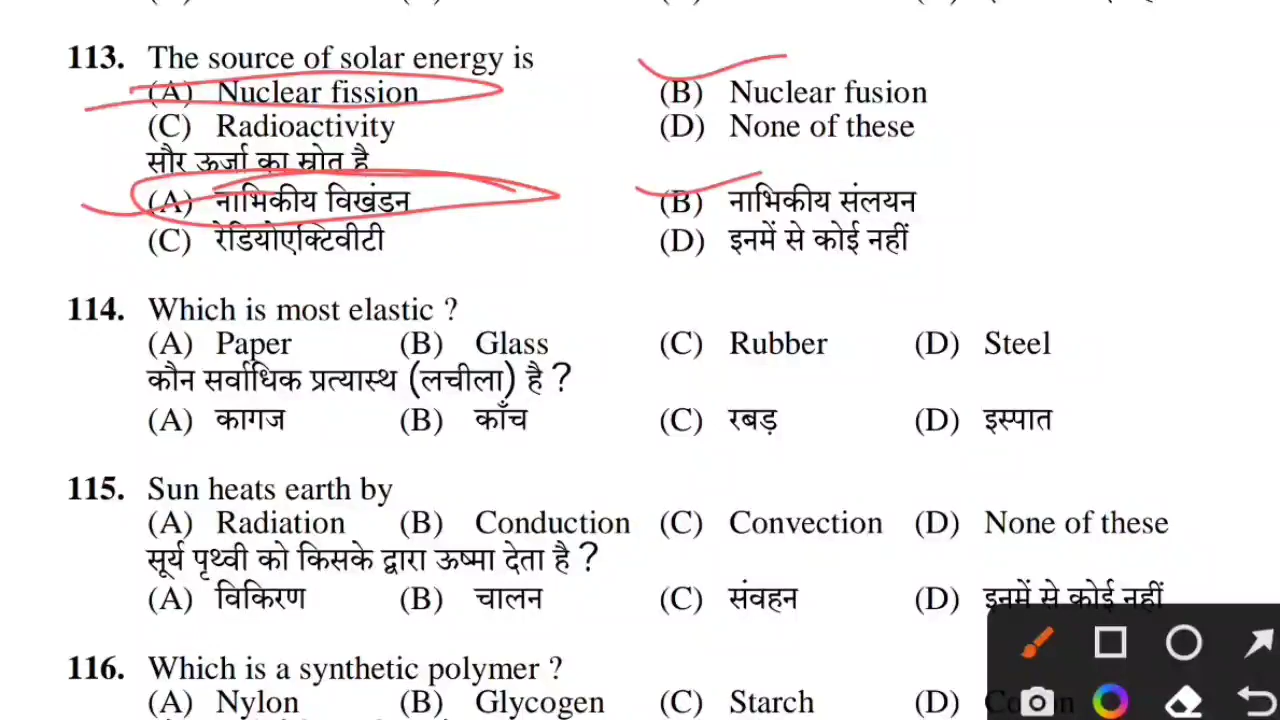 113. The source of solar energy is
(A) Nuclear fission (B) Nuclear fusion
(C) Radioactivity (D) None of these
सौर ऊर्जा का स्रोत है
(A) नाभिकीय विखंडन (B) नाभिकीय संलयन
(C) रेडियोएक्टिवीटी (D) इनमें से कोई नहीं
114. Which is most elastic ?
(A) Paper (B) Glass (C) Rubber (D) Steel
कौन सर्वाधिक प्रत्यास्थ (लचीला) है ?
(A) कागज (B) काँच (C) रबड़ (D) इस्पात
115. Sun heats earth by
(A) Radiation (B) Conduction (C) Convection (D) None of these
सूर्य पृथ्वी को किसके द्वारा ऊष्मा देता है ?
(A) विकिरण (B) चालन (C) संवहन (D) इनमें से कोई नहीं
116. Which is a synthetic polymer ?
(A) Nylon (B) Glycogen (C) Starch (D)